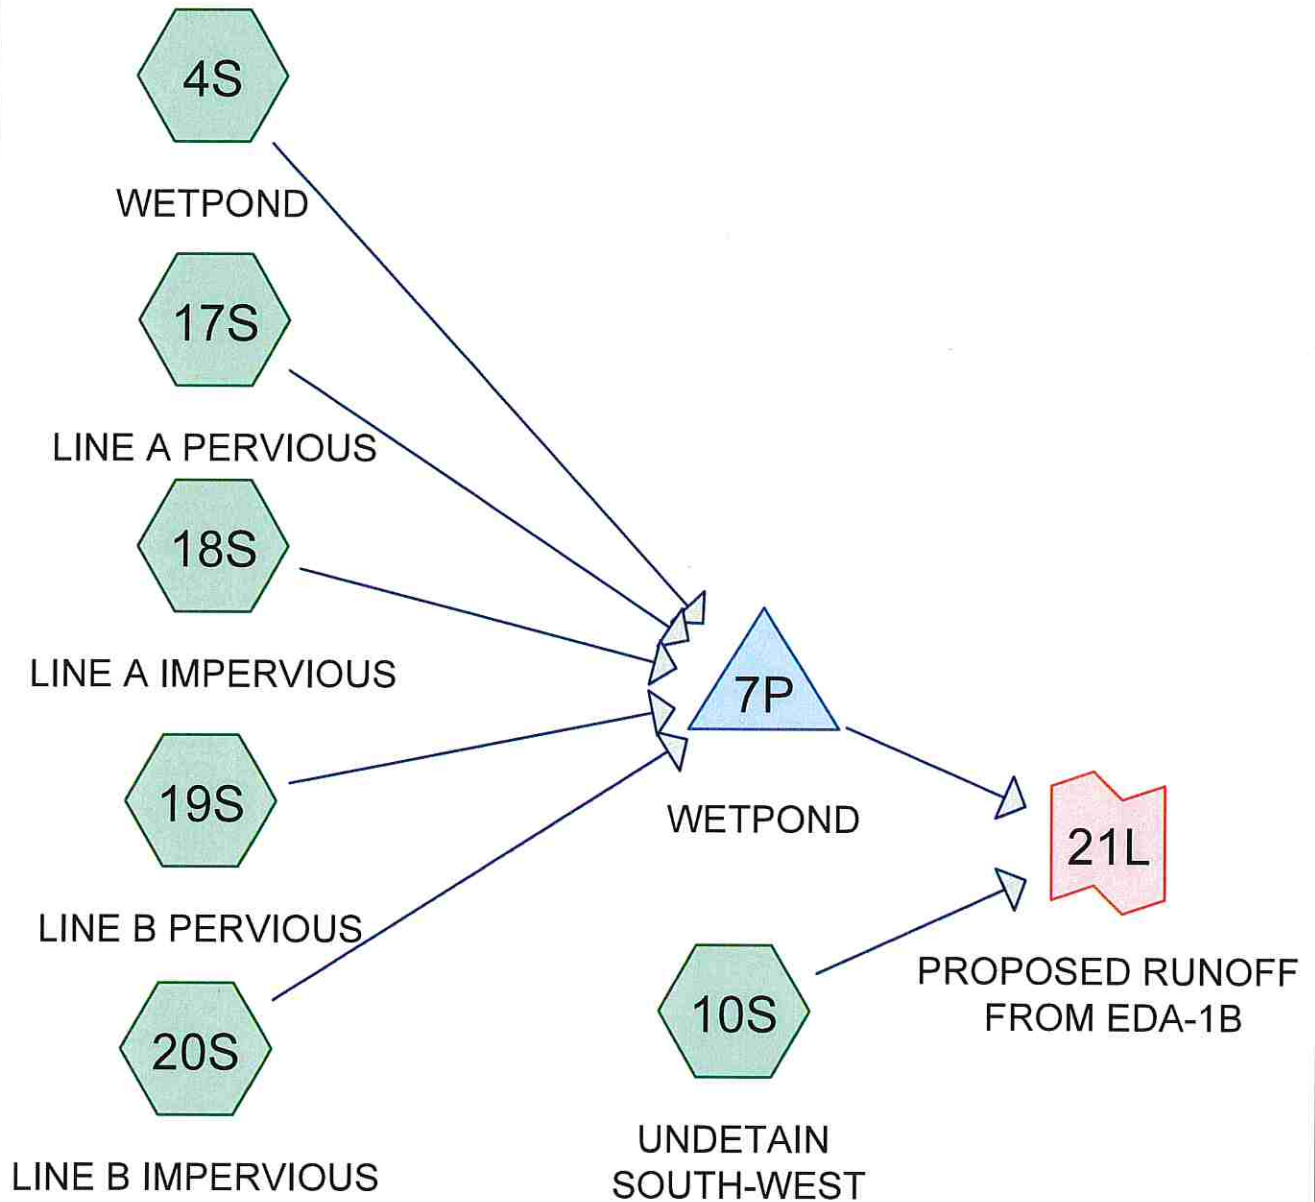 4S
WETPOND
17S
LINE A PERVIOUS
18S
LINE A IMPERVIOUS
19S
LINE B PERVIOUS
20S
LINE B IMPERVIOUS
7P
WETPOND
10S
UNDETAIN
SOUTH-WEST
21L
PROPOSED RUNOFF
FROM EDA-1B